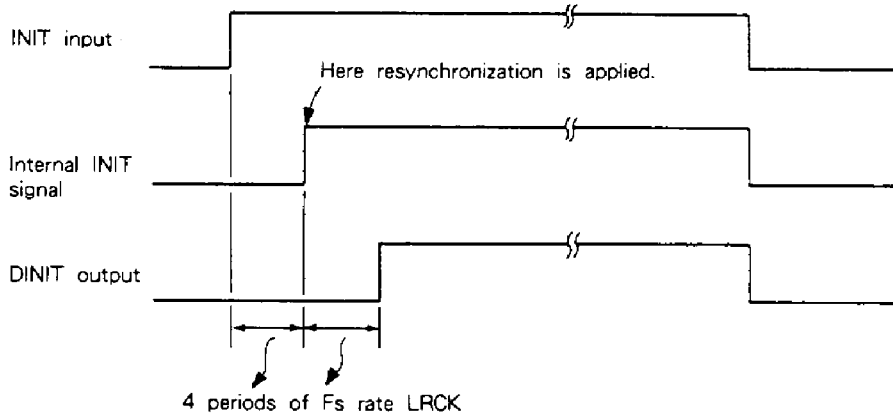 INIT input
Here resynchronization is applied.
Internal INIT
signal
DINIT output
4 periods of Fs rate LRCK